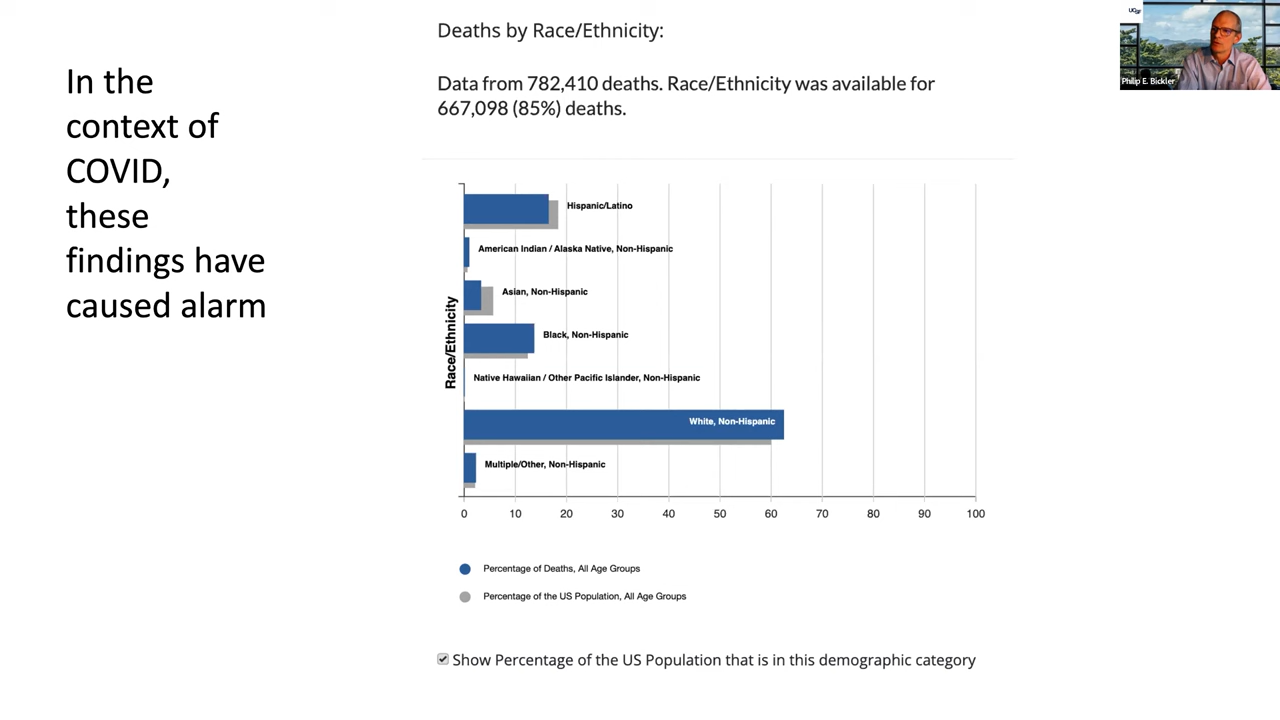 In the
context of
COVID,
these
findings have
caused alarm
Deaths by Race/Ethnicity:
Data from 782,410 deaths. Race/Ethnicity was available for
667,098 (85%) deaths.
Race/Ethnicity
Hispanic/Latino
American Indian / Alaska Native, Non-Hispanic
Asian, Non-Hispanic
Black, Non-Hispanic
Native Hawaiian / Other Pacific Islander, Non-Hispanic
White, Non-Hispanic
Multiple/Other, Non-Hispanic
0 10 20 30 40 50 60 70 80 90 100
Percentage of Deaths, All Age Groups
Percentage of the US Population, All Age Groups
Show Percentage of the US Population that is in this demographic category
UCSF
Philip E. Bickler